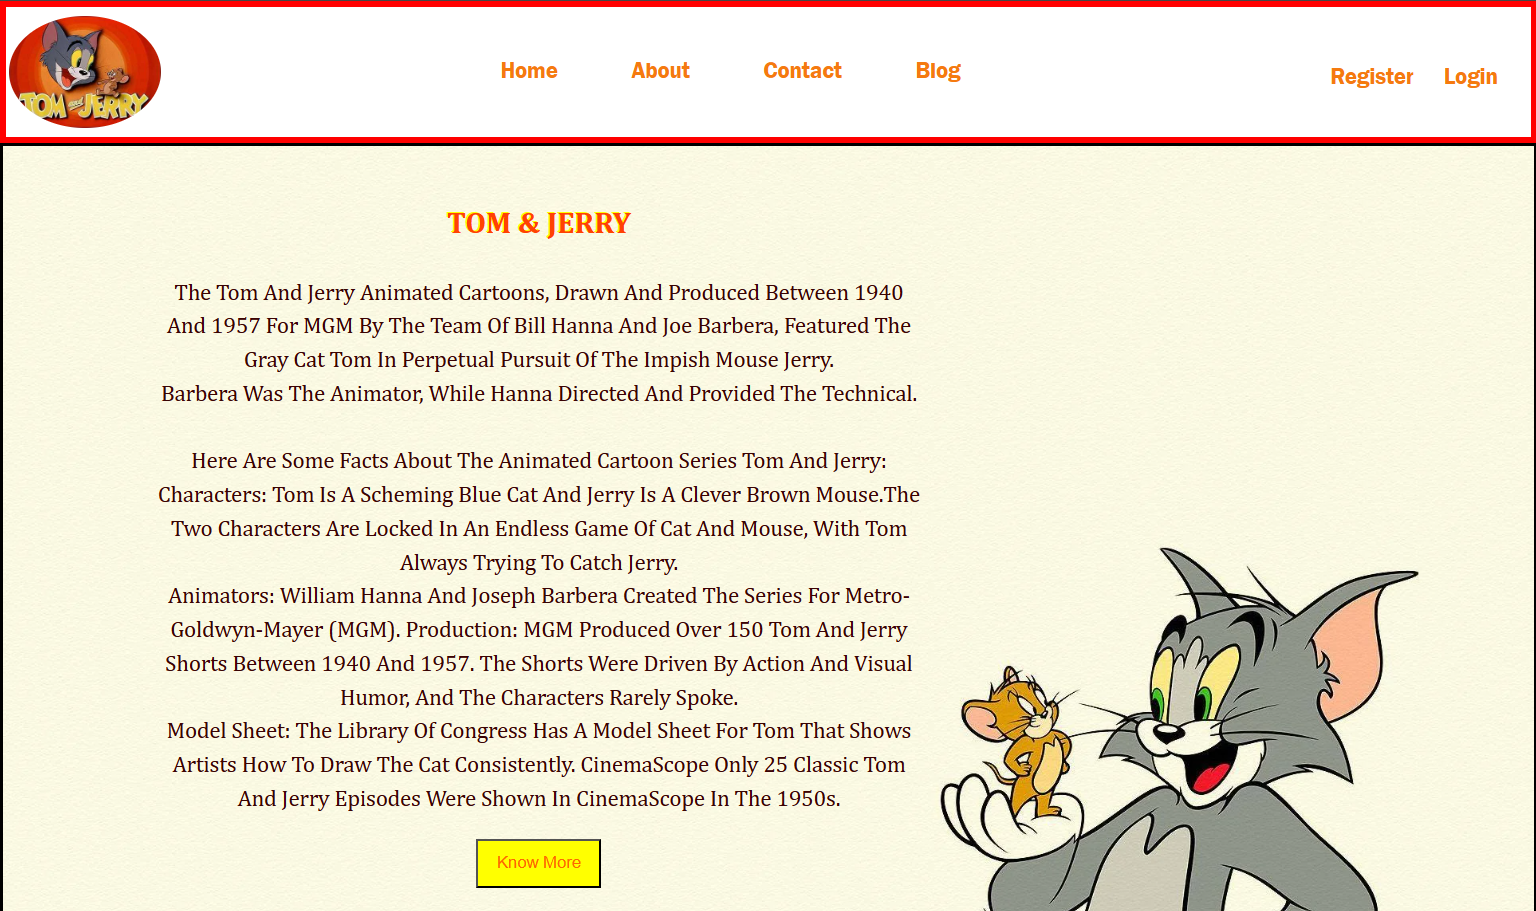 TOM and JERRY
Home About Contact Blog
Register Login
TOM & JERRY
The Tom And Jerry Animated Cartoons, Drawn And Produced Between 1940
And 1957 For MGM By The Team Of Bill Hanna And Joe Barbera, Featured The
Gray Cat Tom In Perpetual Pursuit Of The Impish Mouse Jerry.
Barbera Was The Animator, While Hanna Directed And Provided The Technical.
Here Are Some Facts About The Animated Cartoon Series Tom And Jerry:
Characters: Tom Is A Scheming Blue Cat And Jerry Is A Clever Brown Mouse.The
Two Characters Are Locked In An Endless Game Of Cat And Mouse, With Tom
Always Trying To Catch Jerry.
Animators: William Hanna And Joseph Barbera Created The Series For Metro-
Goldwyn-Mayer (MGM). Production: MGM Produced Over 150 Tom And Jerry
Shorts Between 1940 And 1957. The Shorts Were Driven By Action And Visual
Humor, And The Characters Rarely Spoke.
Model Sheet: The Library Of Congress Has A Model Sheet For Tom That Shows
Artists How To Draw The Cat Consistently. CinemaScope Only 25 Classic Tom
And Jerry Episodes Were Shown In CinemaScope In The 1950s.
Know More